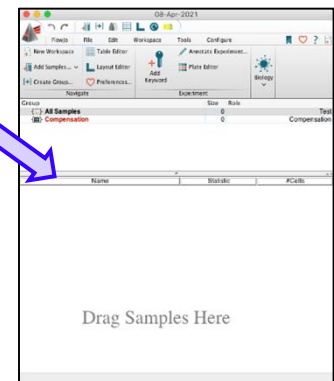 08-Apr-2021
FlowJo File Edit Workspace Tools Configure
New Workspace Table Editor Annotate Experiment...
Add Samples... Layout Editor Plate Editor
Create Group... Preferences...
Add Keyword
Biology
Navigate Experiment
Group Size Role
{ } All Samples 0 Test
Compensation 0 Compensation
Name Statistic #Cells
Drag Samples Here